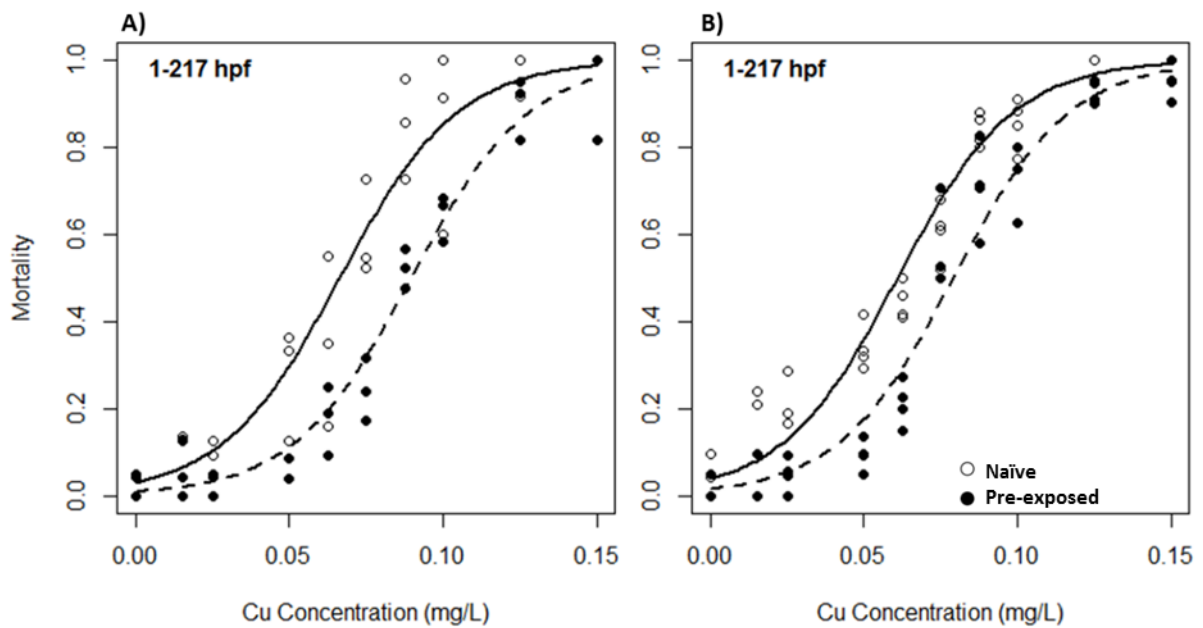 A)
1-217 hpf
Mortality
0.0
0.2
0.4
0.6
0.8
1.0
0.00
0.05
0.10
0.15
Cu Concentration (mg/L)
B)
1-217 hpf
0.0
0.2
0.4
0.6
0.8
1.0
Naïve
Pre-exposed
0.00
0.05
0.10
0.15
Cu Concentration (mg/L)